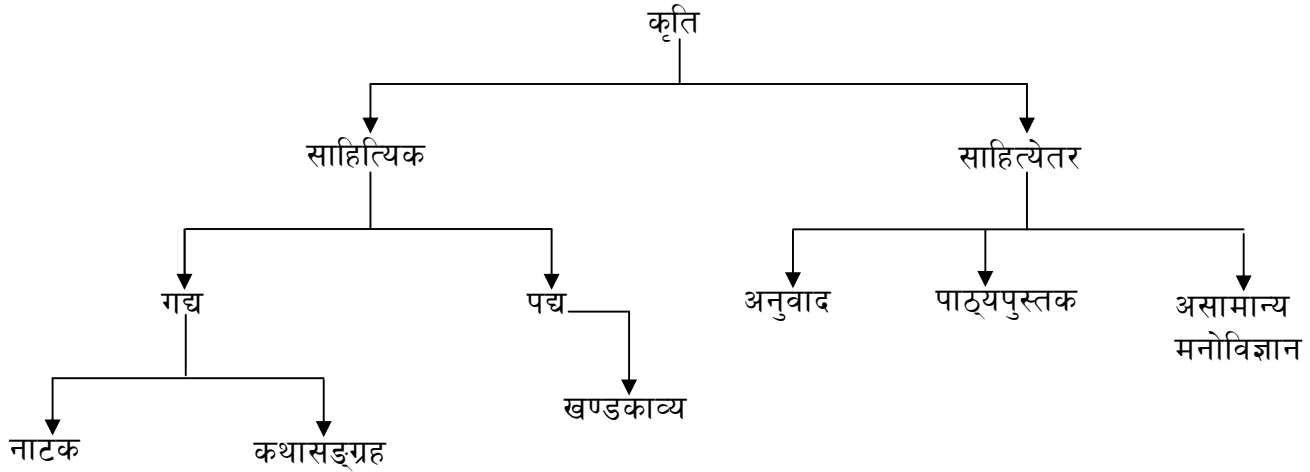 कृति
साहित्यिक
साहित्येतर
गद्य
पद्य
अनुवाद
पाठ्यपुस्तक
असामान्य
मनोविज्ञान
खण्डकाव्य
नाटक
कथासङ्ग्रह